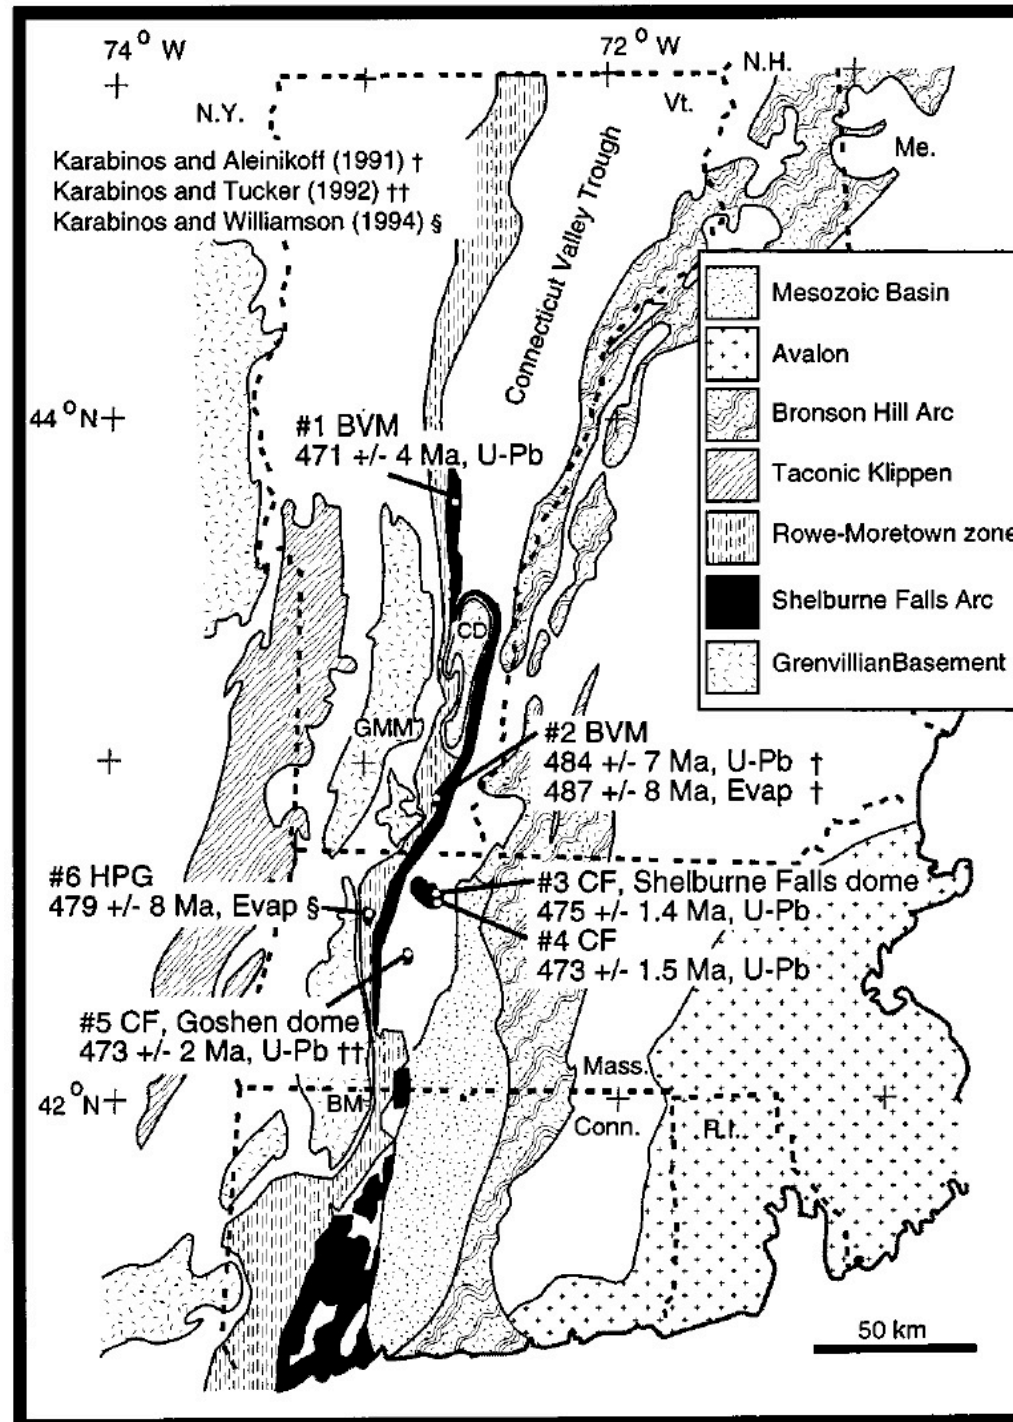 74 ° W
72 ° W
N.H.
N.Y.
Vt.
Me.
Karabinos and Aleinikoff (1991) †
Karabinos and Tucker (1992) ††
Karabinos and Williamson (1994) §
Connecticut Valley Trough
Mesozoic Basin
Avalon
Bronson Hill Arc
Taconic Klippen
Rowe-Moretown zone
Shelburne Falls Arc
GrenvillianBasement
44 °N
#1 BVM
471 +/- 4 Ma, U-Pb
CD
GMM
#2 BVM
484 +/- 7 Ma, U-Pb †
487 +/- 8 Ma, Evap †
#6 HPG
479 +/- 8 Ma, Evap §
#3 CF, Shelburne Falls dome
475 +/- 1.4 Ma, U-Pb
#4 CF
473 +/- 1.5 Ma, U-Pb
#5 CF, Goshen dome
473 +/- 2 Ma, U-Pb ††
Mass.
42 °N
BM
Conn.
R.I.
50 km